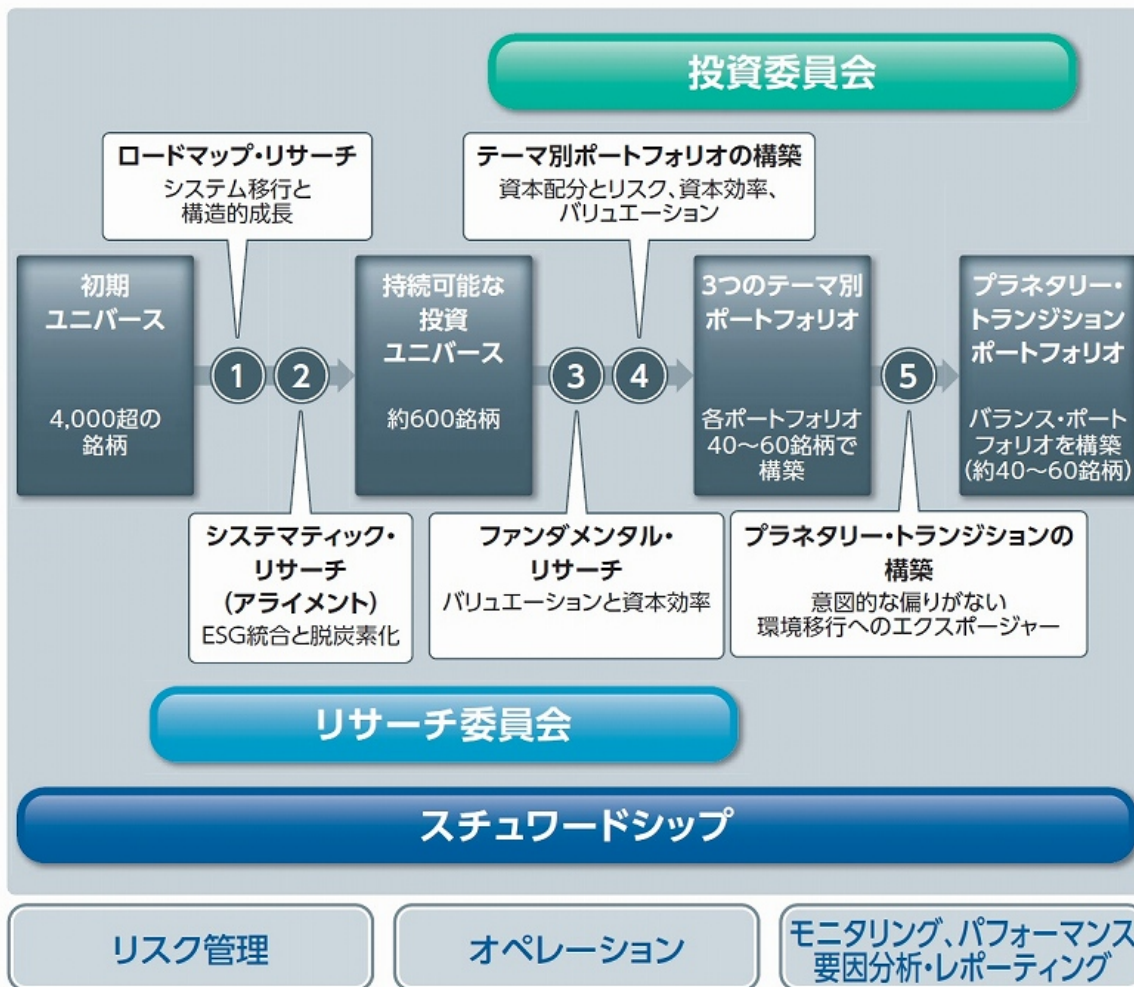 投資委員会
ロードマップ・リサーチ
システム移行と
構造的成長
テーマ別ポートフォリオの構築
資本配分とリスク、資本効率、
バリュエーション
初期
ユニバース
4,000超の
銘柄
1
2
持続可能な
投資
ユニバース
約600銘柄
3
4
3つのテーマ別
ポートフォリオ
各ポートフォリオ
40～60銘柄で
構築
5
プラネタリー・
トランジション
ポートフォリオ
バランス・ポート
フォリオを構築
(約40～60銘柄)
システマティック・
リサーチ
(アライメント)
ESG統合と脱炭素化
ファンダメンタル・
リサーチ
バリュエーションと資本効率
プラネタリー・トランジションの
構築
意図的な偏りがない
環境移行へのエクスポージャー
リサーチ委員会
スチュワードシップ
リスク管理
オペレーション
モニタリング、パフォーマンス
要因分析・レポーティング